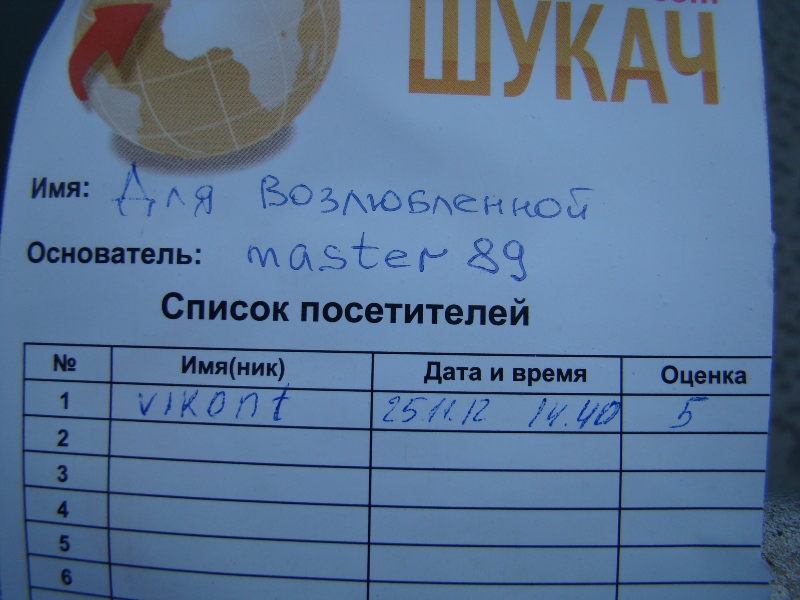 ШУКАЧ
Имя: Для Возлюбленной
Основатель: master 89
Список посетителей
№ Имя(ник) Дата и время Оценка
1 vikont 25.11.12 14.40 5
2
3
4
5
6